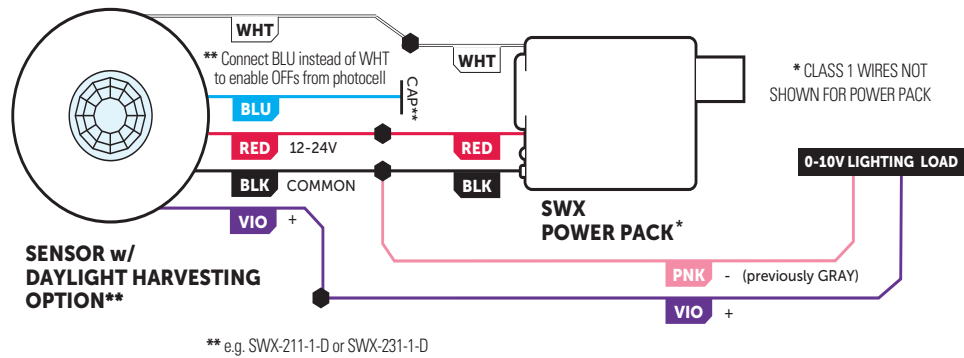 WHT
** Connect BLU instead of WHT
to enable OFFs from photocell
WHT
* CLASS 1 WIRES NOT
SHOWN FOR POWER PACK
CAP**
BLU
RED 12-24V
RED
BLK COMMON
BLK
0-10V LIGHTING LOAD
VIO +
SWX
POWER PACK*
SENSOR w/
DAYLIGHT HARVESTING
OPTION**
PNK - (previously GRAY)
VIO +
** e.g. SWX-211-1-D or SWX-231-1-D